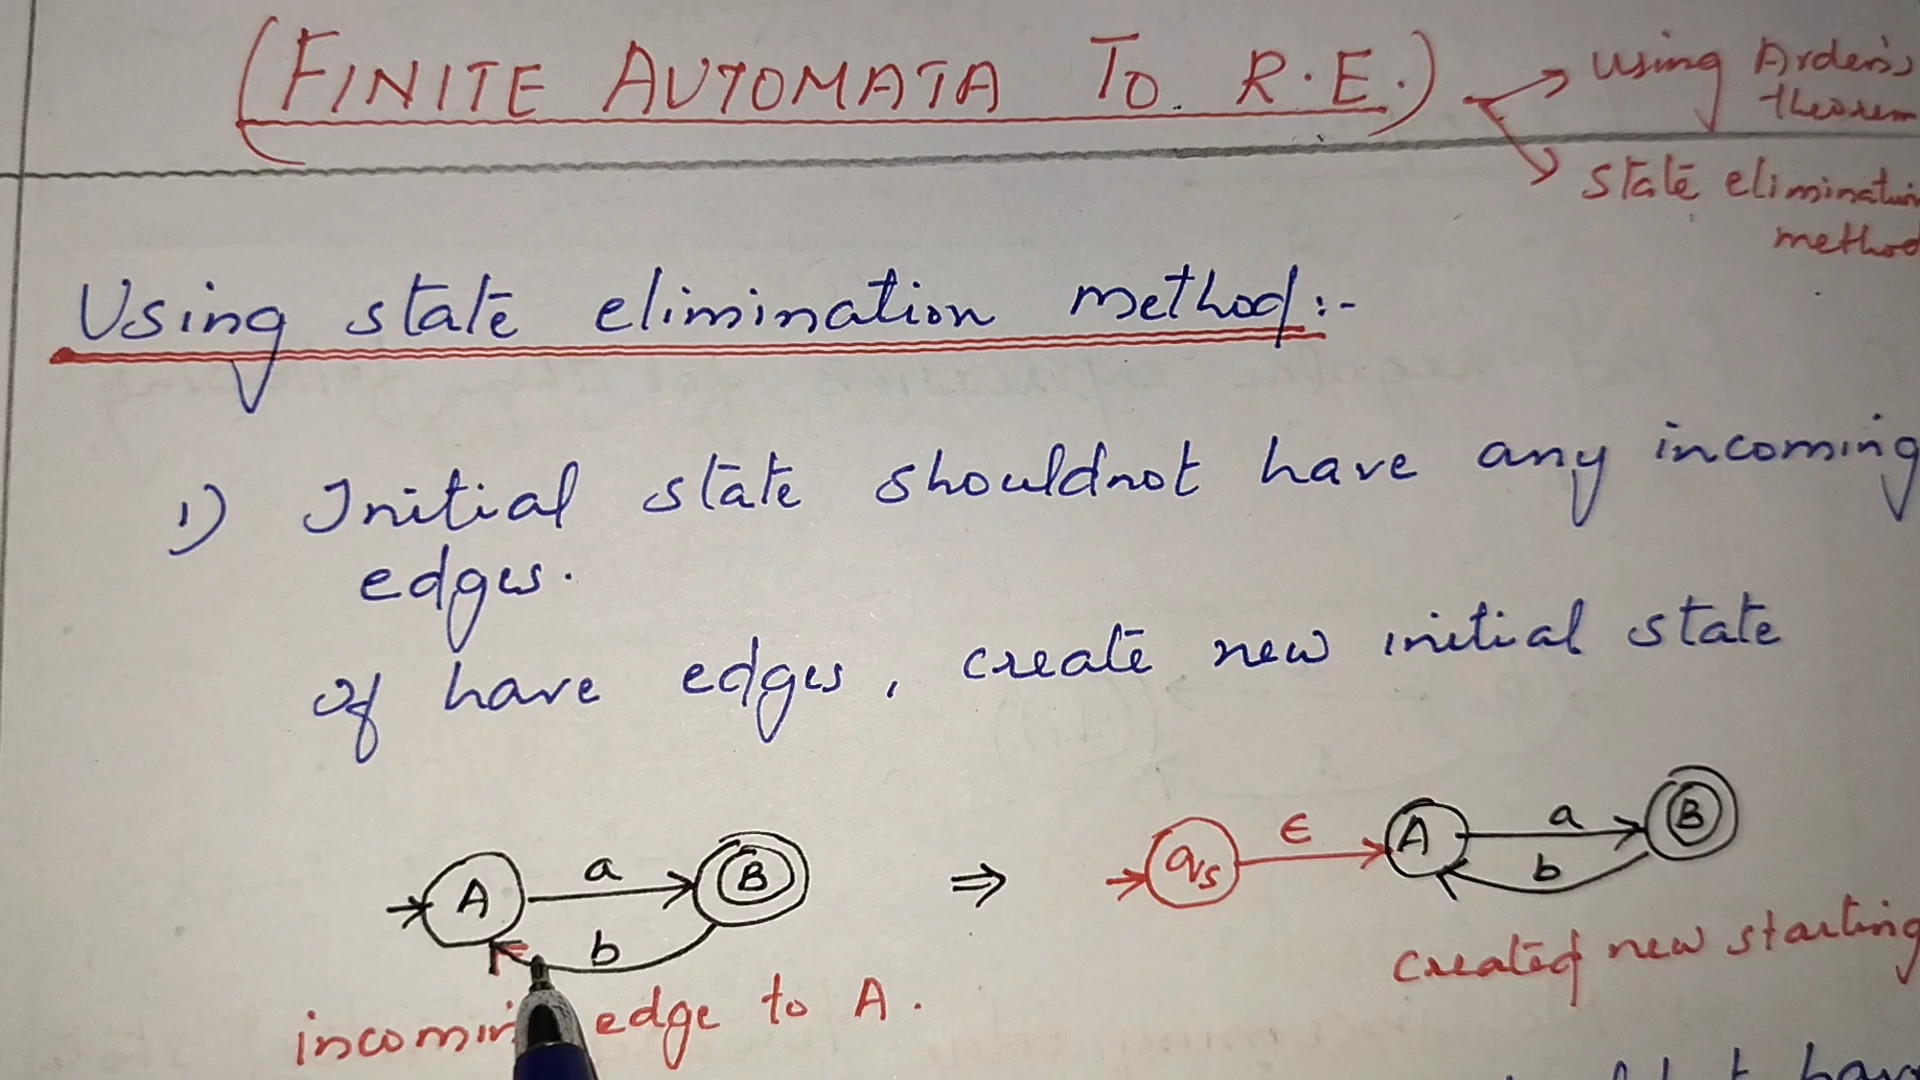 (FINITE AUTOMATA TO R.E.)
using Arden's
theorem
state elimination
method
Using state elimination method:-
1) Initial state shouldnot have any incoming
edges.
If have edges, create new initial state
A a B b
⇒
qs ε A a B b
edge to A.
created new starting